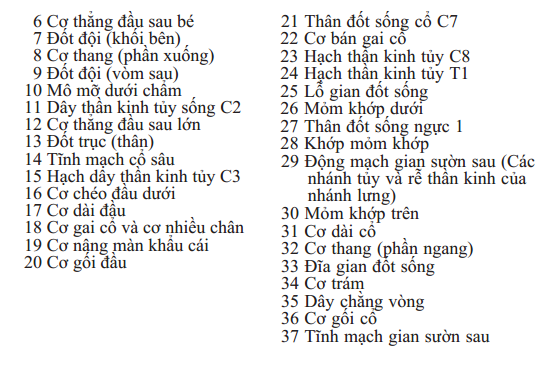 6 Cơ thẳng đầu sau bé
7 Đốt đội (khối bên)
8 Cơ thang (phần xuống)
9 Đốt đội (vòm sau)
10 Mô mỡ dưới chẩm
11 Dây thần kinh tủy sống C2
12 Cơ thẳng đầu sau lớn
13 Đốt trục (thân)
14 Tĩnh mạch cổ sâu
15 Hạch dây thần kinh tủy C3
16 Cơ chéo đầu dưới
17 Cơ dài đầu
18 Cơ gai cổ và cơ nhiều chân
19 Cơ nâng màn khẩu cái
20 Cơ gối đầu
21 Thân đốt sống cổ C7
22 Cơ bán gai cổ
23 Hạch thần kinh tủy C8
24 Hạch thần kinh tủy T1
25 Lỗ gian đốt sống
26 Mỏm khớp dưới
27 Thân đốt sống ngực 1
28 Khớp mỏm khớp
29 Động mạch gian sườn sau (Các
nhánh tủy và rễ thần kinh của
nhánh lưng)
30 Mỏm khớp trên
31 Cơ dài cổ
32 Cơ thang (phần ngang)
33 Đĩa gian đốt sống
34 Cơ trám
35 Dây chằng vòng
36 Cơ gối cổ
37 Tĩnh mạch gian sườn sau